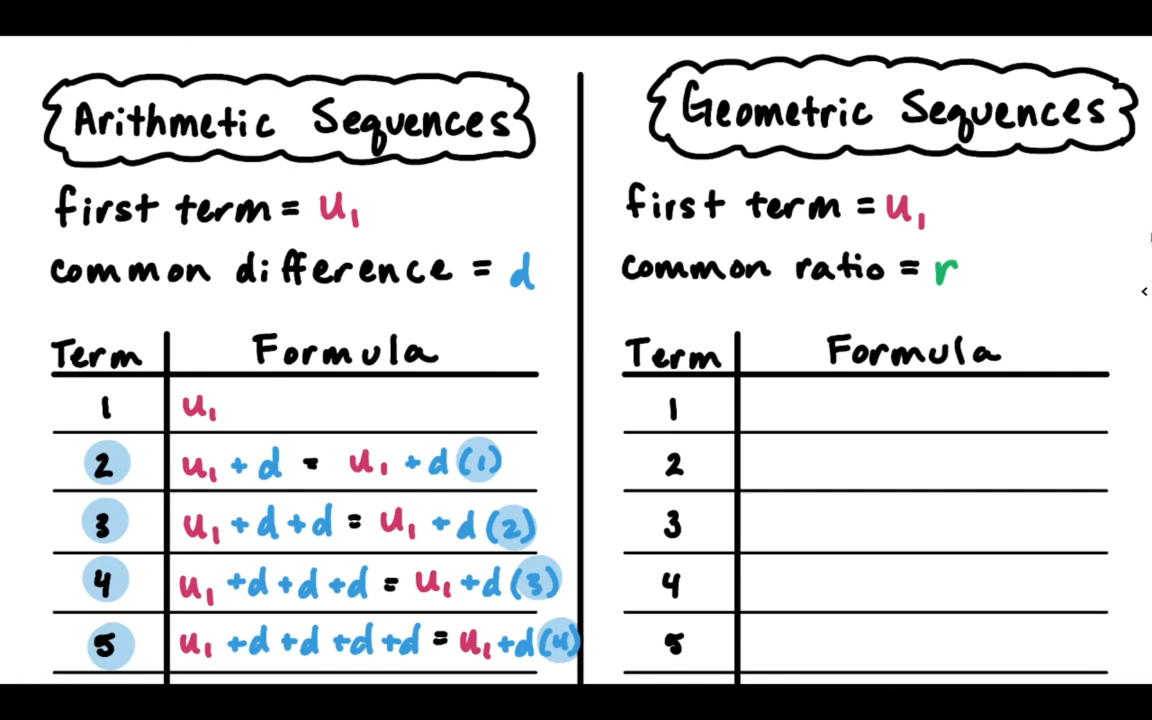 Arithmetic Sequences
first term = u₁
common difference = d
Term Formula
1 u₁
2 u₁ + d = u₁ + d (1)
3 u₁ + d + d = u₁ + d (2)
4 u₁ + d + d + d = u₁ + d (3)
5 u₁ + d + d + d + d = u₁ + d (4)
Geometric Sequences
first term = u₁
common ratio = r
Term Formula
1
2
3
4
5